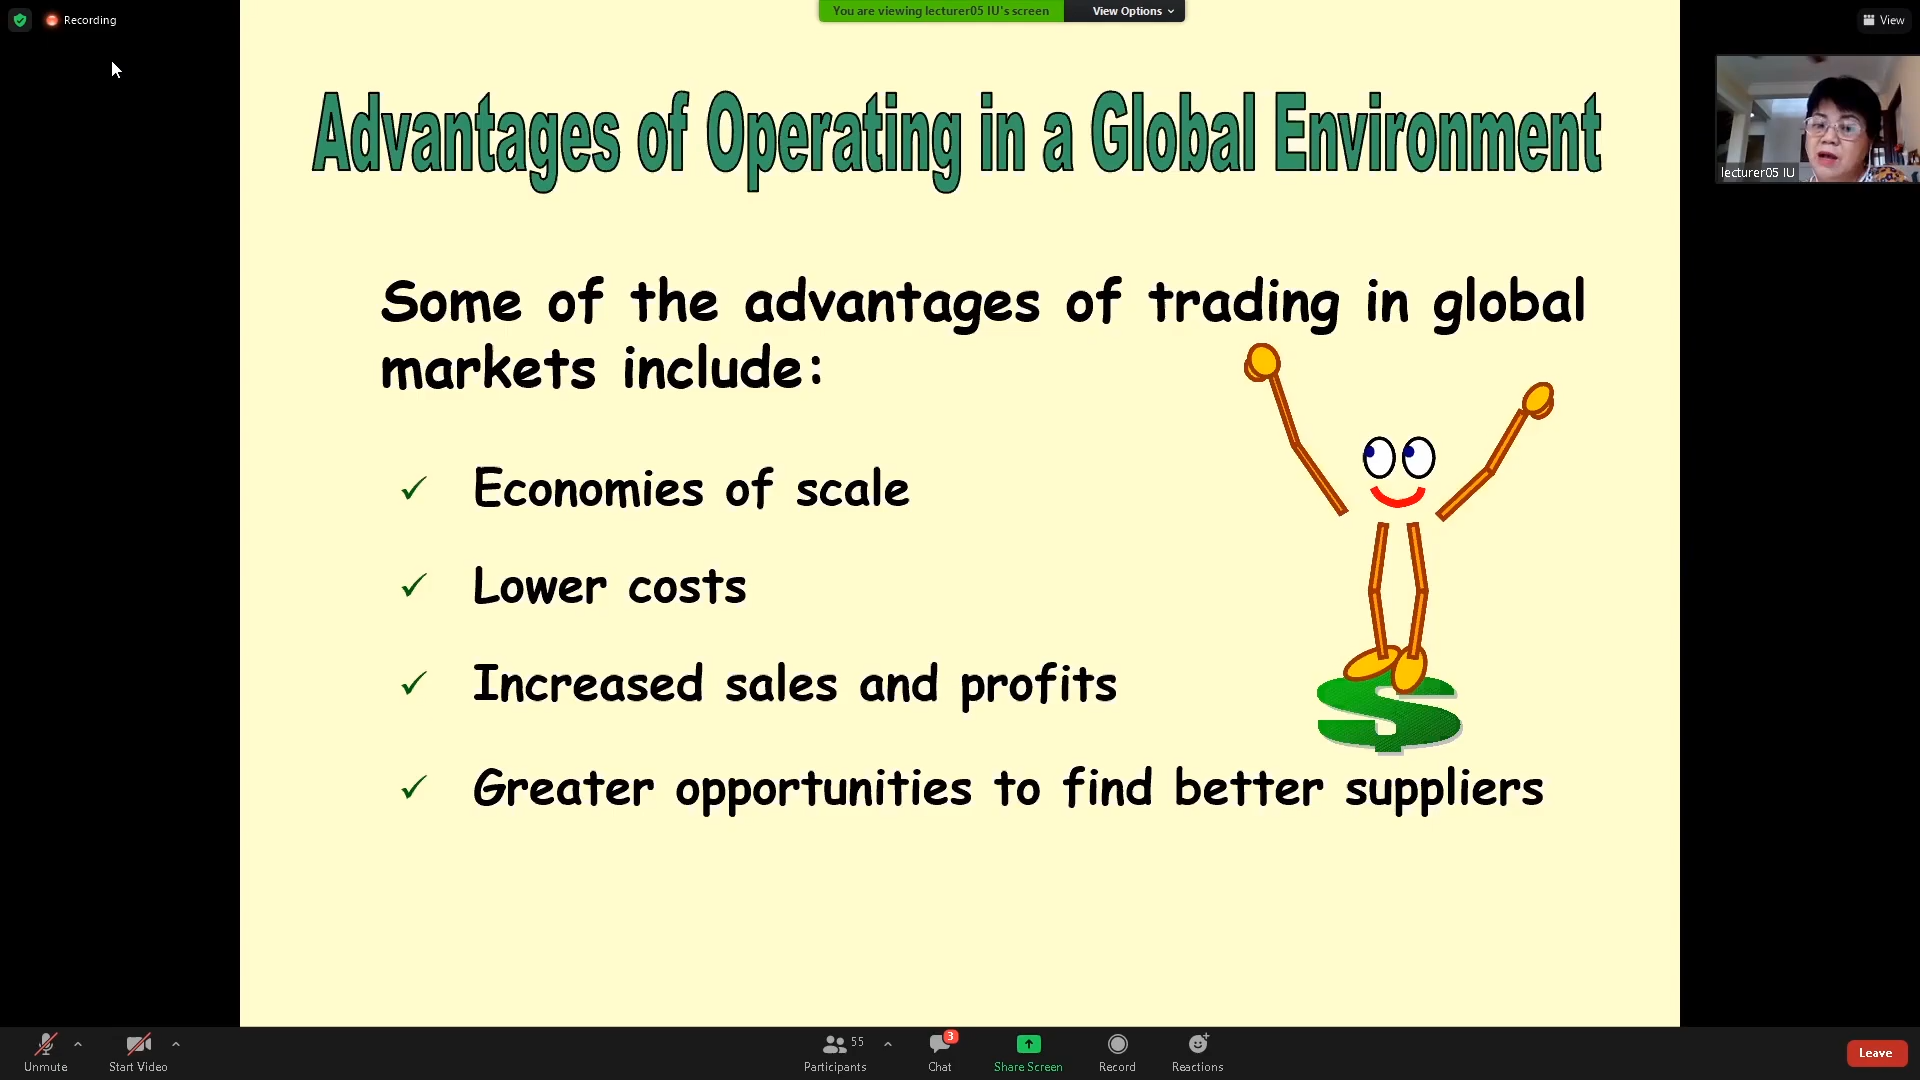 Recording
You are viewing lecturer05 IU's screen
View Options
View
Advantages of Operating in a Global Environment
lecturer05 IU
Some of the advantages of trading in global
markets include:
✓ Economies of scale
✓ Lower costs
✓ Increased sales and profits
$
✓ Greater opportunities to find better suppliers
Unmute
Start Video
Participants 55
Chat 3
Share Screen
Record
Reactions
Leave